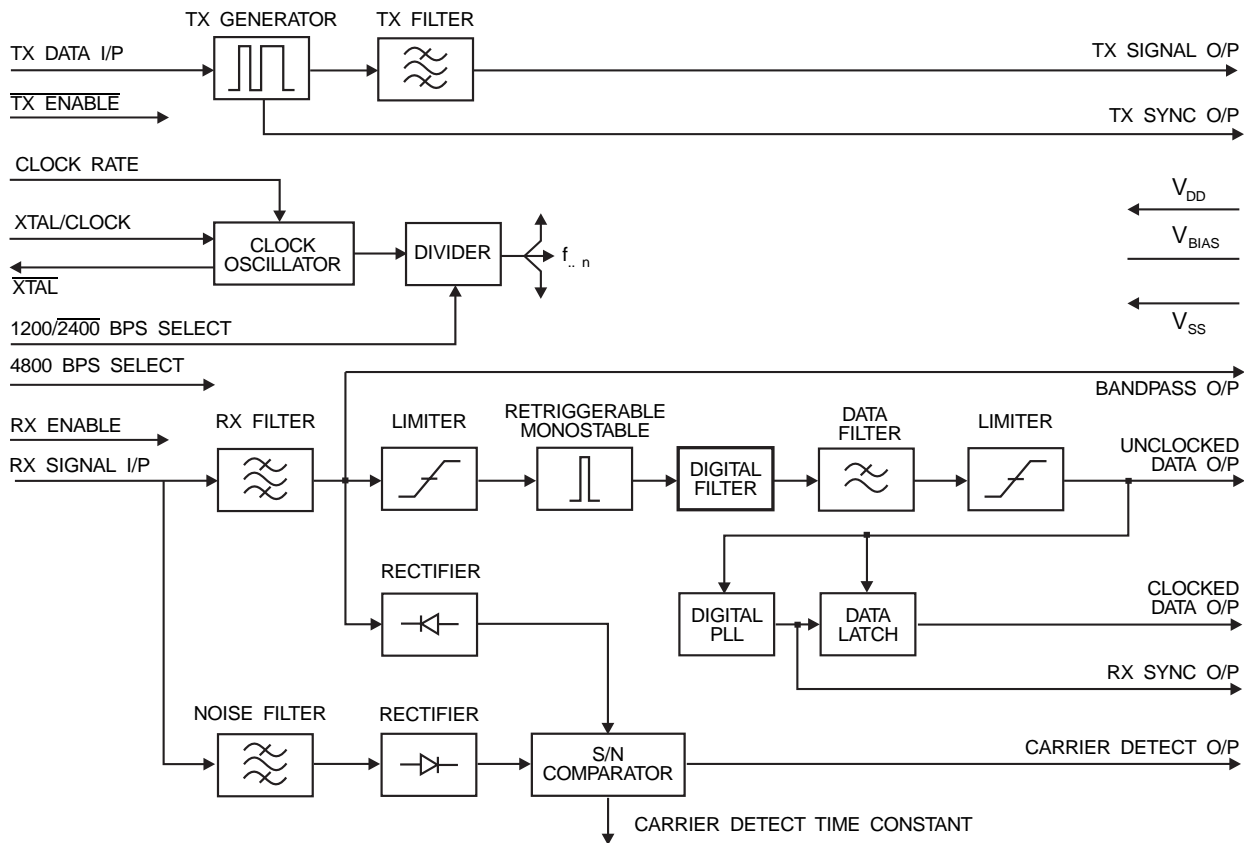 TX GENERATOR
TX FILTER
TX DATA I/P
TX SIGNAL O/P
TX ENABLE
TX SYNC O/P
CLOCK RATE
XTAL/CLOCK
CLOCK
OSCILLATOR
DIVIDER
f.. n
VDD
VBIAS
XTAL
VSS
1200/2400 BPS SELECT
4800 BPS SELECT
BANDPASS O/P
RX ENABLE
RX FILTER
LIMITER
RETRIGGERABLE
MONOSTABLE
DATA
FILTER
LIMITER
UNCLOCKED
DATA O/P
RX SIGNAL I/P
DIGITAL
FILTER
RECTIFIER
DIGITAL
PLL
DATA
LATCH
CLOCKED
DATA O/P
RX SYNC O/P
NOISE FILTER
RECTIFIER
S/N
COMPARATOR
CARRIER DETECT O/P
CARRIER DETECT TIME CONSTANT